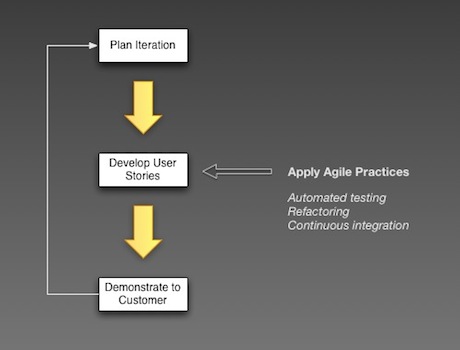 Plan Iteration
Develop User
Stories
Apply Agile Practices
Automated testing
Refactoring
Continuous integration
Demonstrate to
Customer